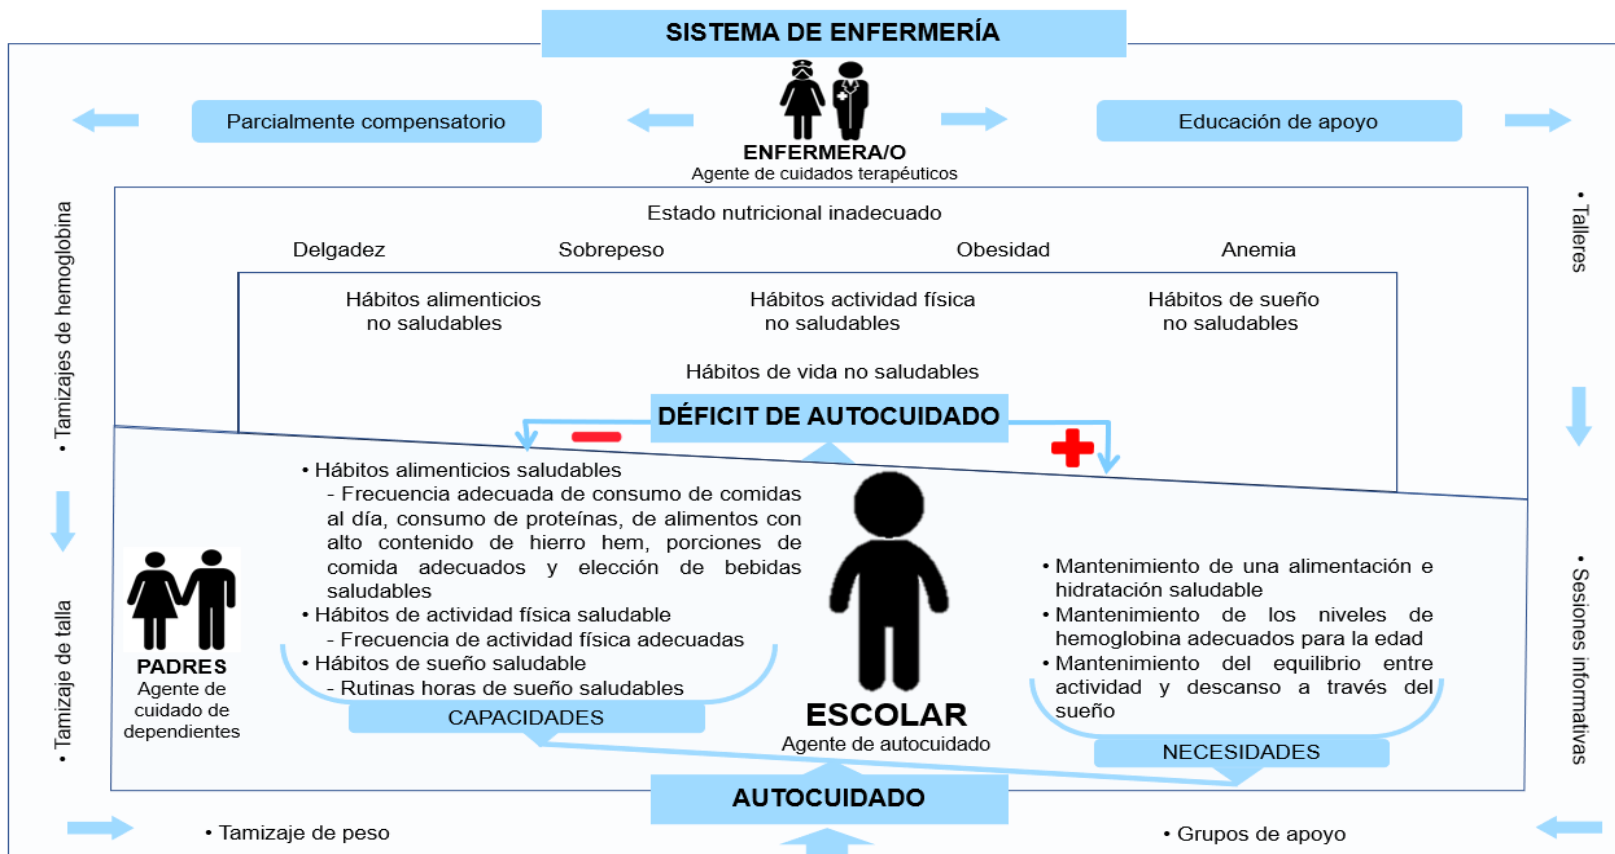 SISTEMA DE ENFERMERÍA
Parcialmente compensatorio
Educación de apoyo
ENFERMERA/O
Agente de cuidados terapéuticos
Estado nutricional inadecuado
Delgadez
Sobrepeso
Obesidad
Anemia
Hábitos alimenticios
no saludables
Hábitos actividad física
no saludables
Hábitos de sueño
no saludables
Hábitos de vida no saludables
DÉFICIT DE AUTOCUIDADO
• Tamizajes de hemoglobina
• Tamizaje de talla
• Talleres
• Sesiones informativas
PADRES
Agente de
cuidado de
dependientes
• Hábitos alimenticios saludables
- Frecuencia adecuada de consumo de comidas
al día, consumo de proteínas, de alimentos con
alto contenido de hierro hem, porciones de
comida adecuados y elección de bebidas
saludables
• Hábitos de actividad física saludable
- Frecuencia de actividad física adecuadas
• Hábitos de sueño saludable
- Rutinas horas de sueño saludables
CAPACIDADES
ESCOLAR
Agente de autocuidado
• Mantenimiento de una alimentación e
hidratación saludable
• Mantenimiento de los niveles de
hemoglobina adecuados para la edad
• Mantenimiento del equilibrio entre
actividad y descanso a través del
sueño
NECESIDADES
AUTOCUIDADO
• Tamizaje de peso
• Grupos de apoyo